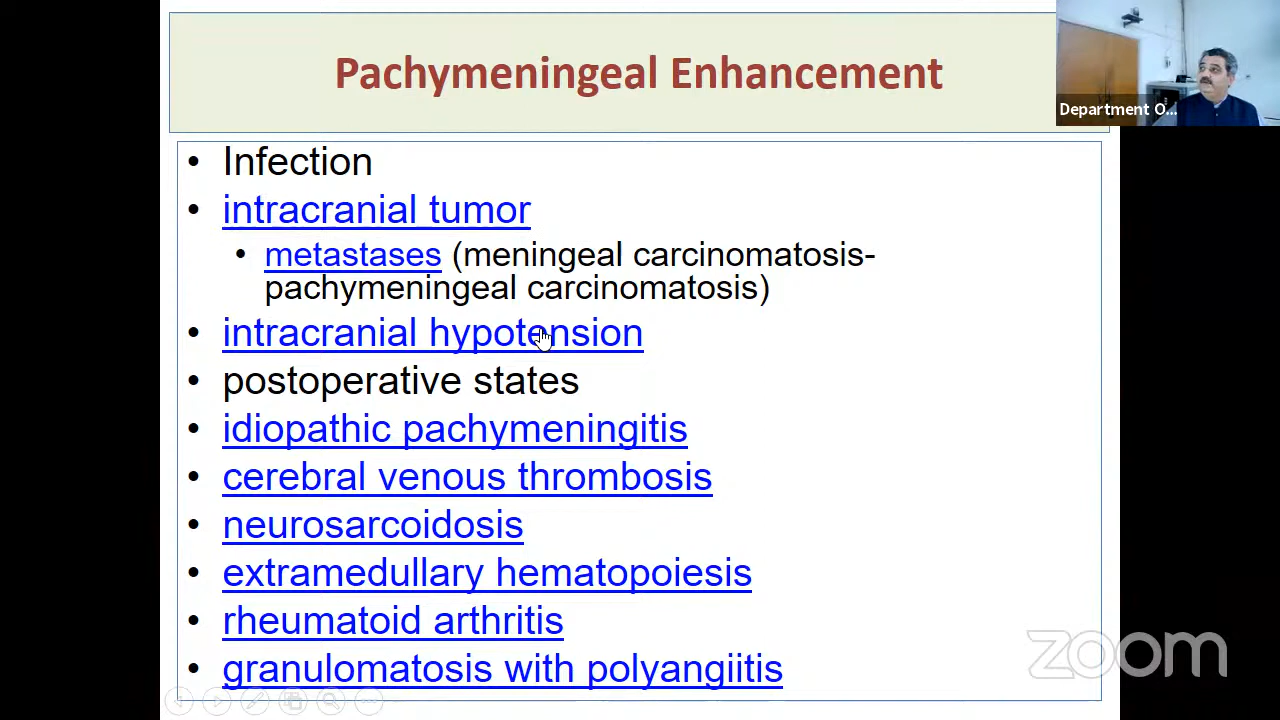 Pachymeningeal Enhancement
Department O...
• Infection
• intracranial tumor
• metastases (meningeal carcinomatosis-
pachymeningeal carcinomatosis)
• intracranial hypotension
• postoperative states
• idiopathic pachymeningitis
• cerebral venous thrombosis
• neurosarcoidosis
• extramedullary hematopoiesis
• rheumatoid arthritis
• granulomatosis with polyangiitis
zoom